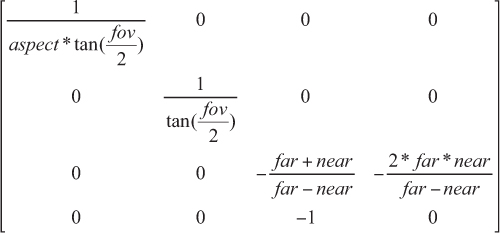 1/(aspect*tan(fov/2)) 0 0 0
0 1/tan(fov/2) 0 0
0 0 -(far+near)/(far-near) -(2*far*near)/(far-near)
0 0 -1 0